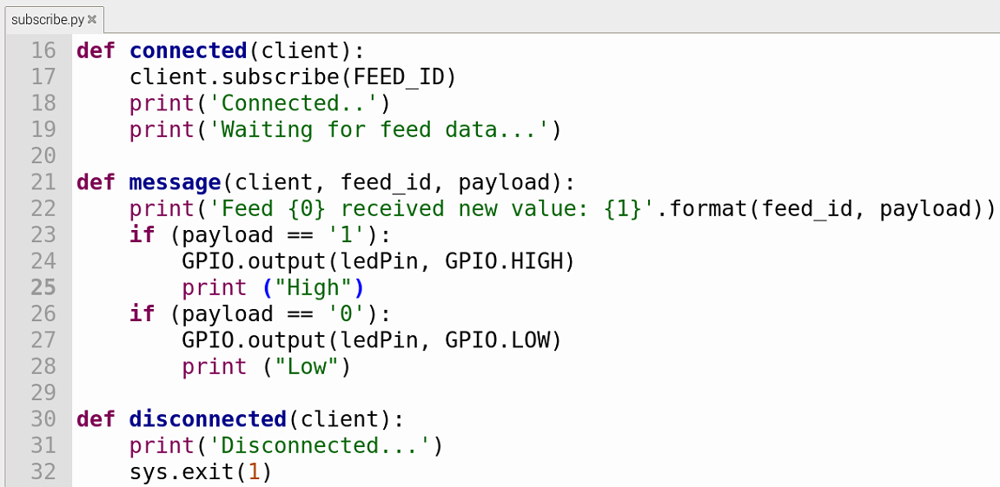 subscribe.py
16 def connected(client):
17     client.subscribe(FEED_ID)
18     print('Connected..')
19     print('Waiting for feed data...')
20
21 def message(client, feed_id, payload):
22     print('Feed {0} received new value: {1}'.format(feed_id, payload))
23     if (payload == '1'):
24         GPIO.output(ledPin, GPIO.HIGH)
25         print ("High")
26     if (payload == '0'):
27         GPIO.output(ledPin, GPIO.LOW)
28         print ("Low")
29
30 def disconnected(client):
31     print('Disconnected...')
32     sys.exit(1)